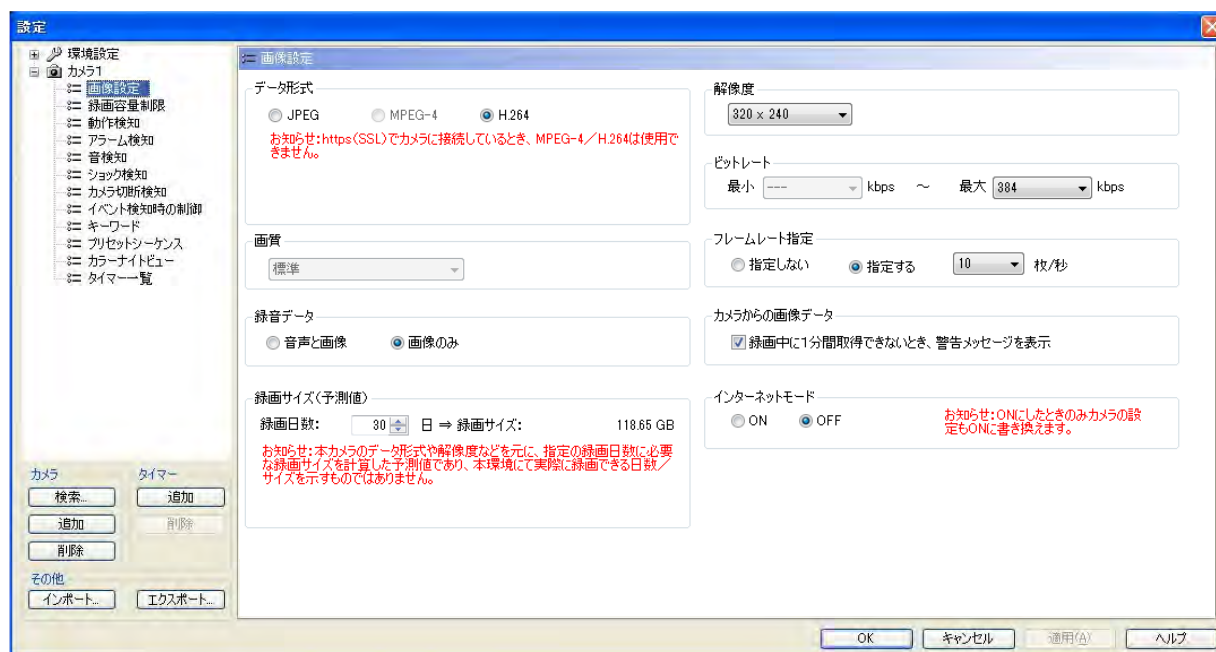 設定
環境設定
カメラ1
画像設定
録画容量制限
動作検知
アラーム検知
音検知
ショック検知
カメラ切断検知
イベント検知時の制御
キーワード
プリセットシーケンス
カラーナイトビュー
タイマー一覧
カメラ
タイマー
検索...
追加
追加
削除
削除
その他
インポート...
エクスポート...
画像設定
データ形式
JPEG MPEG-4 H.264
お知らせ:https(SSL)でカメラに接続しているとき、MPEG-4/H.264は使用で
きません。
画質
標準
録音データ
音声と画像 画像のみ
録画サイズ(予測値)
録画日数: 30 日 ⇒ 録画サイズ: 118.65 GB
お知らせ:本カメラのデータ形式や解像度などを元に、指定の録画日数に必要
な録画サイズを計算した予測値であり、本環境にて実際に録画できる日数/
サイズを示すものではありません。
解像度
320 × 240
ビットレート
最小 --- kbps ～ 最大 384 kbps
フレームレート指定
指定しない 指定する 10 枚/秒
カメラからの画像データ
録画中に1分間取得できないとき、警告メッセージを表示
インターネットモード
ON OFF
お知らせ:ONにしたときのみカメラの設
定もONに書き換えます。
OK キャンセル 適用(A) ヘルプ